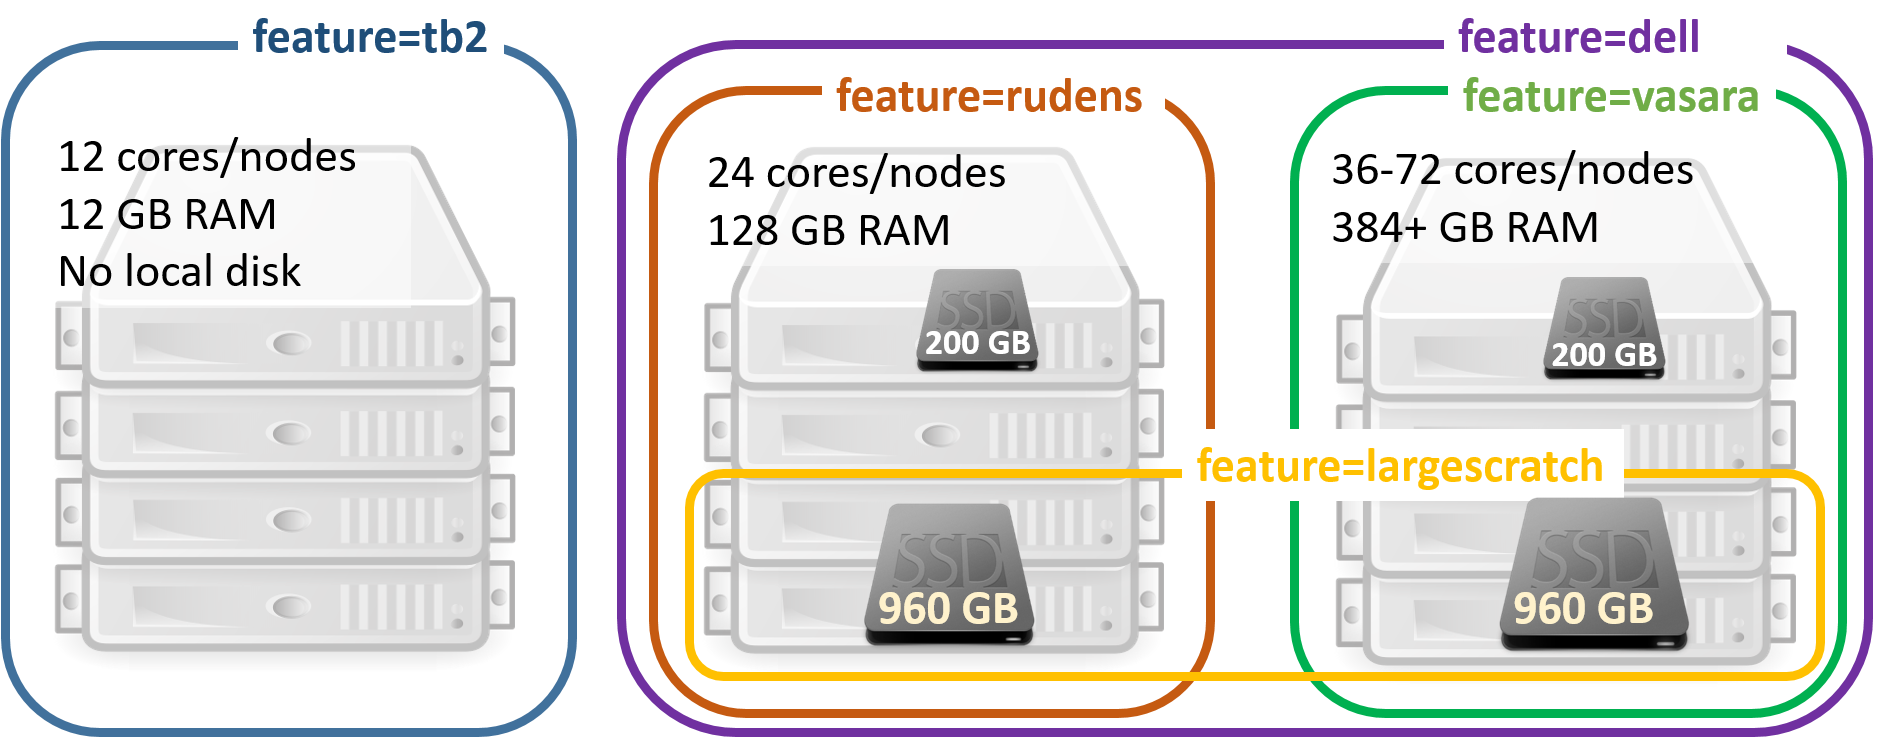 feature=tb2
12 cores/nodes
12 GB RAM
No local disk
feature=dell
feature=rudens
24 cores/nodes
128 GB RAM
SSD
200 GB
feature=vasara
36-72 cores/nodes
384+ GB RAM
SSD
200 GB
feature=largescratch
SSD
960 GB
SSD
960 GB